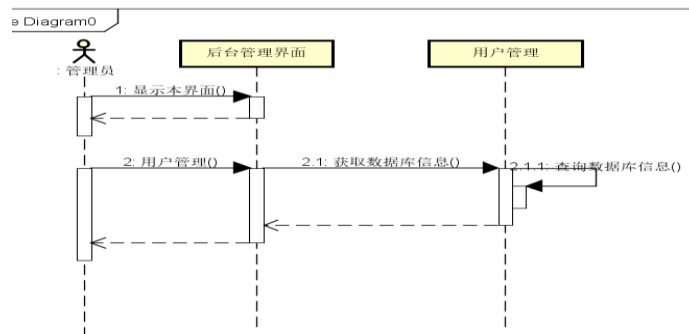 e Diagram0
: 管理员
后台管理界面
用户管理
1: 显示本界面()
2: 用户管理()
2.1: 获取数据库信息()
2.1.1: 查询数据库信息()